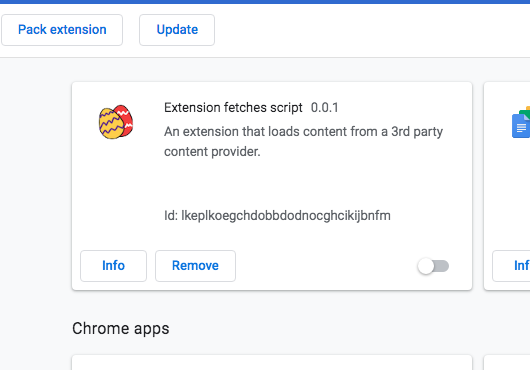 Pack extension
Update
Extension fetches script 0.0.1
An extension that loads content from a 3rd party
content provider.
Id: lkeplkoegchdobbdodnocghcikijbnfm
Info
Remove
Inf
Chrome apps